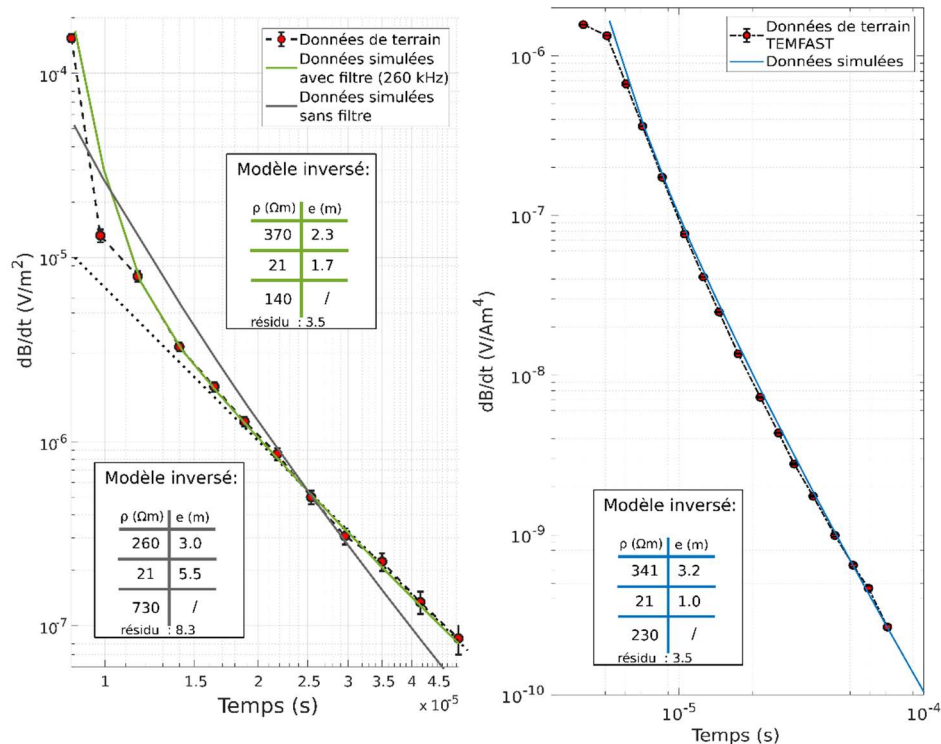 Données de terrain
Données simulées
avec filtre (260 kHz)
Données simulées
sans filtre
10^-4
10^-5
10^-6
10^-7
dB/dt (V/m^2)
Modèle inversé:
ρ (Ωm) e (m)
370 2.3
21 1.7
140 /
résidu : 3.5
Modèle inversé:
ρ (Ωm) e (m)
260 3.0
21 5.5
730 /
résidu : 8.3
1 1.5 2 2.5 3 3.5 4 4.5
× 10^-5
Temps (s)
Données de terrain
TEMFAST
Données simulées
10^-6
10^-7
10^-8
10^-9
10^-10
dB/dt (V/Am^4)
Modèle inversé:
ρ (Ωm) e (m)
341 3.2
21 1.0
230 /
résidu : 3.5
10^-5 10^-4
Temps (s)